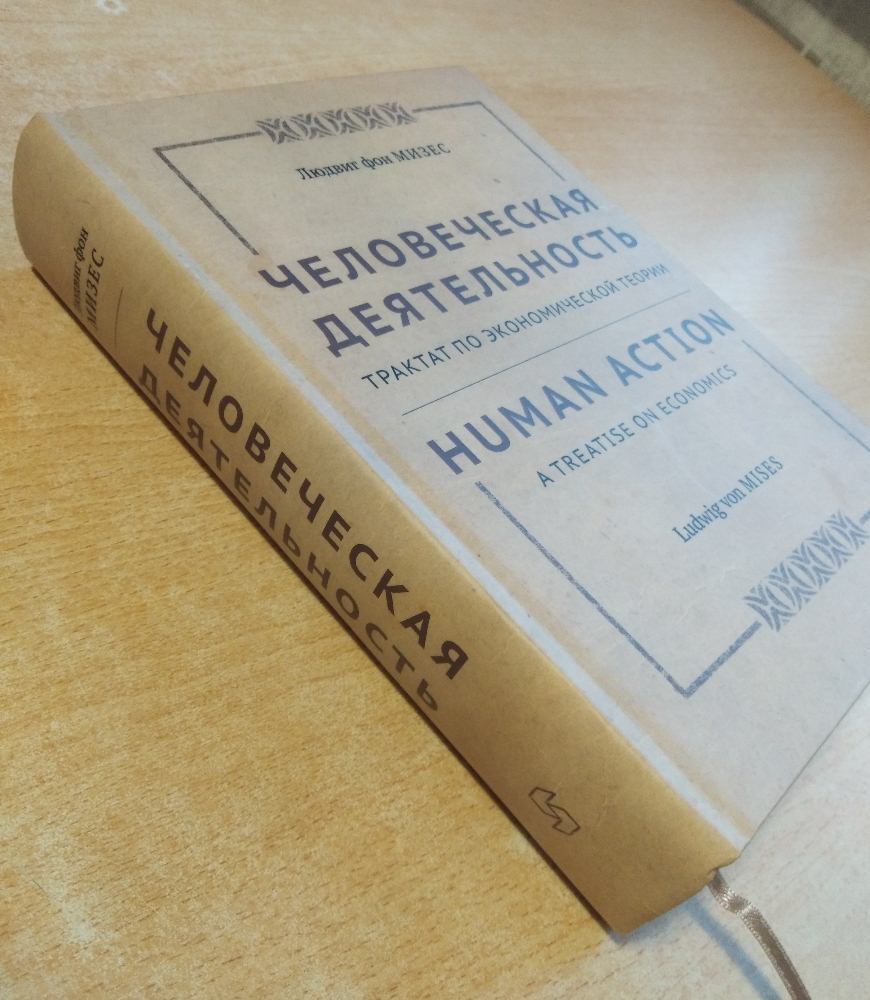 Людвиг фон МИЗЕС
ЧЕЛОВЕЧЕСКАЯ
ДЕЯТЕЛЬНОСТЬ
ТРАКТАТ ПО ЭКОНОМИЧЕСКОЙ ТЕОРИИ
HUMAN ACTION
A TREATISE ON ECONOMICS
Ludwig von MISES
Людвиг фон
МИЗЕС
ЧЕЛОВЕЧЕСКАЯ
ДЕЯТЕЛЬНОСТЬ